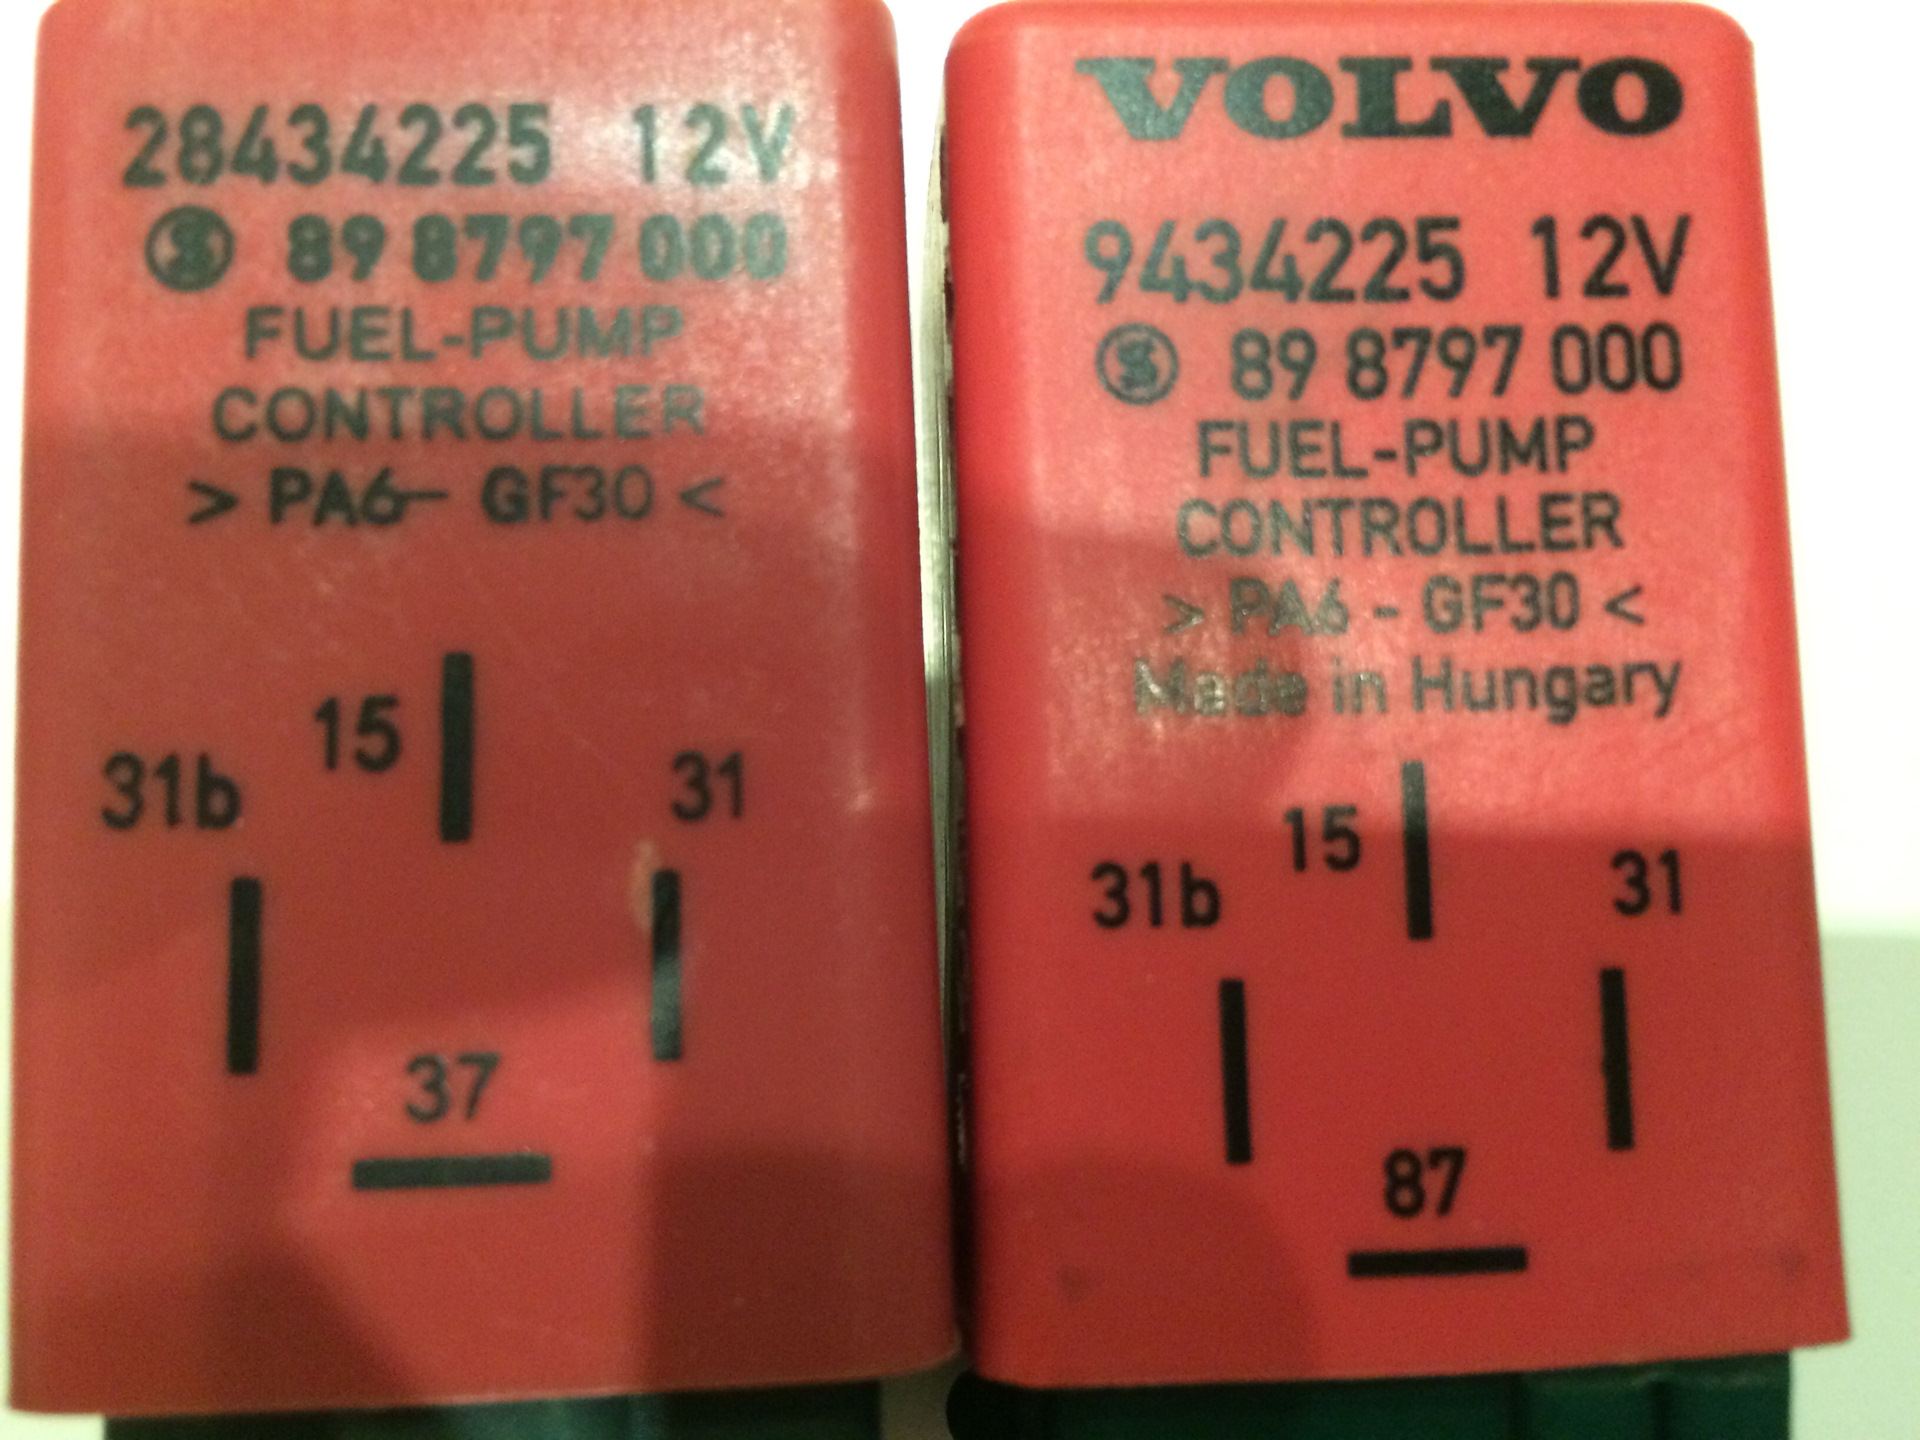 28434225 12V
S 89 8797 000
FUEL-PUMP
CONTROLLER
> PA6- GF30 <
15
31b
31
37
VOLVO
9434225 12V
S 89 8797 000
FUEL-PUMP
CONTROLLER
> PA6 - GF30 <
Made in Hungary
15
31b
31
87